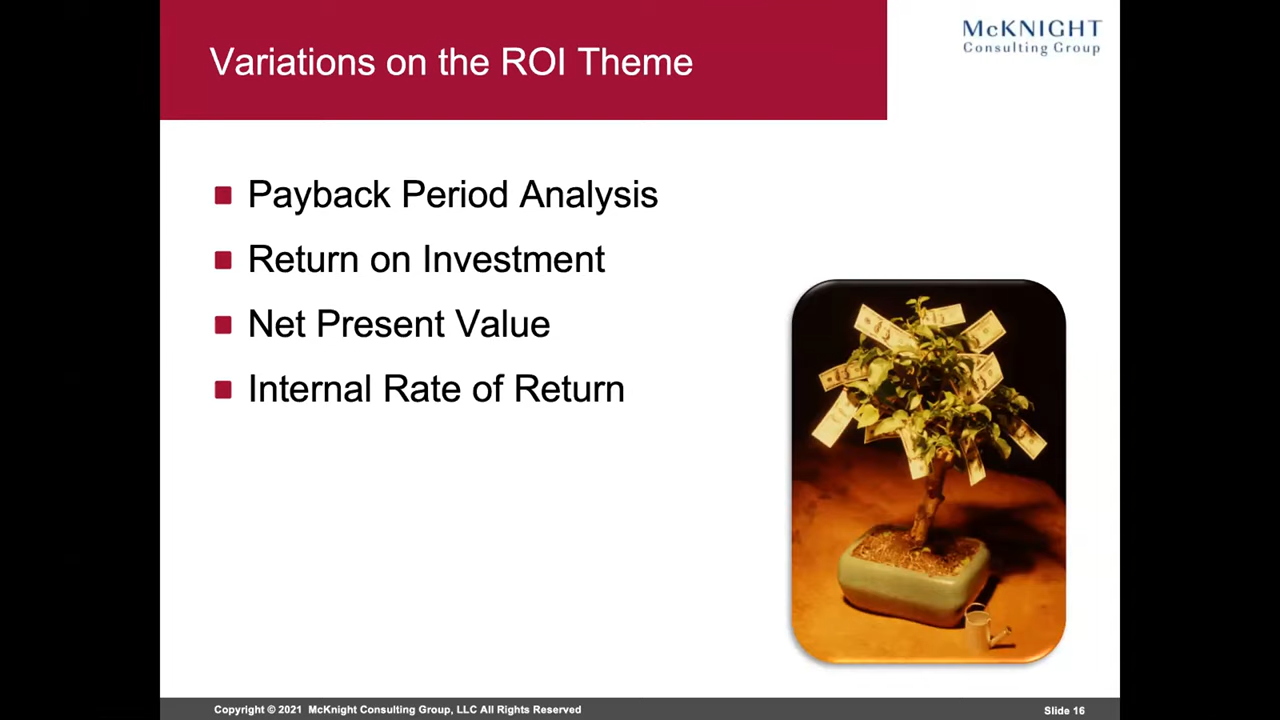 Variations on the ROI Theme
McKNIGHT
Consulting Group
Payback Period Analysis
Return on Investment
Net Present Value
Internal Rate of Return
Copyright © 2021 McKnight Consulting Group, LLC All Rights Reserved
Slide 16